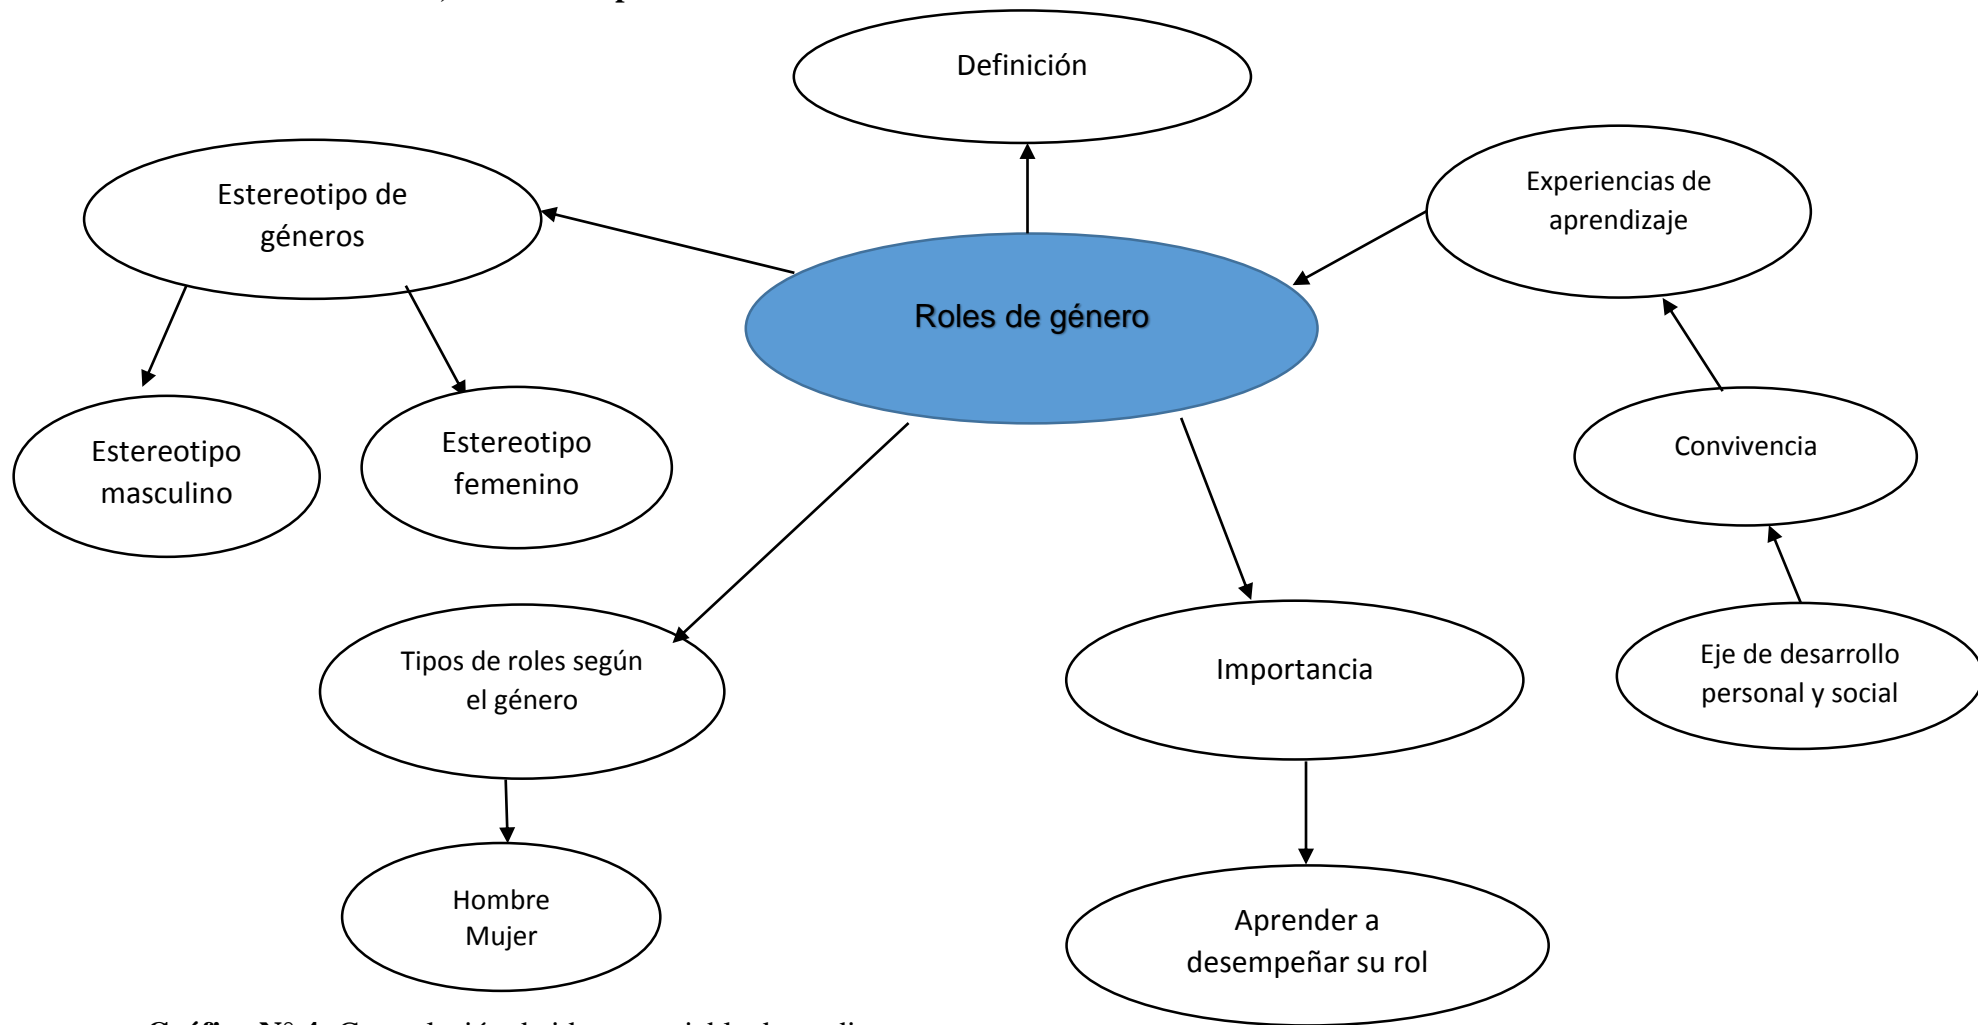 Definición
Estereotipo de
géneros
Experiencias de
aprendizaje
Roles de género
Estereotipo
masculino
Estereotipo
femenino
Convivencia
Tipos de roles según
el género
Importancia
Eje de desarrollo
personal y social
Hombre
Mujer
Aprender a
desempeñar su rol